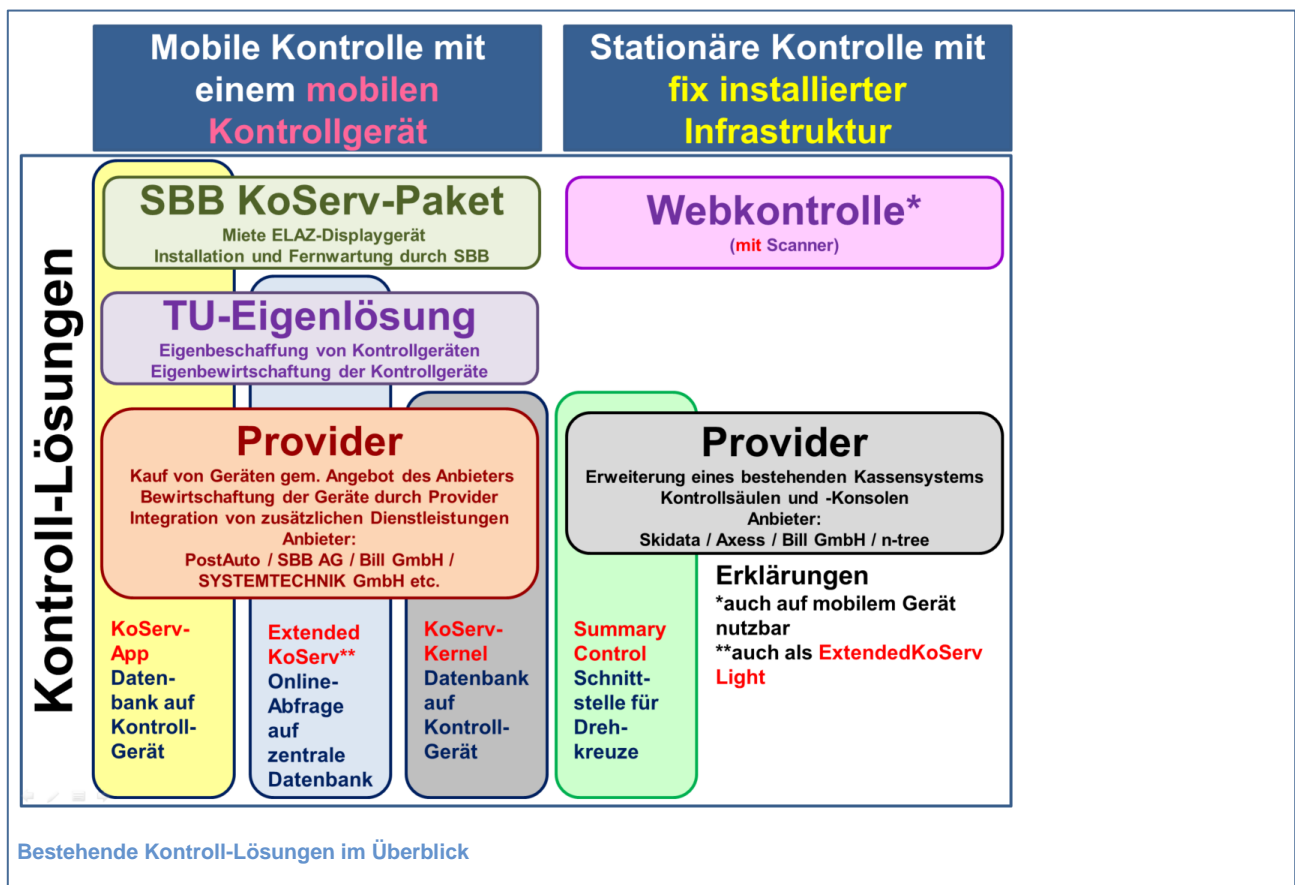 Mobile Kontrolle mit
einem mobilen
Kontrollgerät
Stationäre Kontrolle mit
fix installierter
Infrastruktur
Kontroll-Lösungen
SBB KoServ-Paket
Miete ELAZ-Displaygerät
Installation und Fernwartung durch SBB
Webkontrolle*
(mit Scanner)
TU-Eigenlösung
Eigenbeschaffung von Kontrollgeräten
Eigenbewirtschaftung der Kontrollgeräte
Provider
Kauf von Geräten gem. Angebot des Anbieters
Bewirtschaftung der Geräte durch Provider
Integration von zusätzlichen Dienstleistungen
Anbieter:
PostAuto / SBB AG / Bill GmbH /
SYSTEMTECHNIK GmbH etc.
Provider
Erweiterung eines bestehenden Kassensystems
Kontrollsäulen und -Konsolen
Anbieter:
Skidata / Axess / Bill GmbH / n-tree
KoServ-
App
Daten-
bank auf
Kontroll-
Gerät
Extended
KoServ**
Online-
Abfrage
auf
zentrale
Datenbank
KoServ-
Kernel
Datenbank
auf
Kontroll-
Gerät
Summary
Control
Schnitt-
stelle für
Dreh-
kreuze
Erklärungen
*auch auf mobilem Gerät
nutzbar
**auch als ExtendedKoServ
Light
Bestehende Kontroll-Lösungen im Überblick